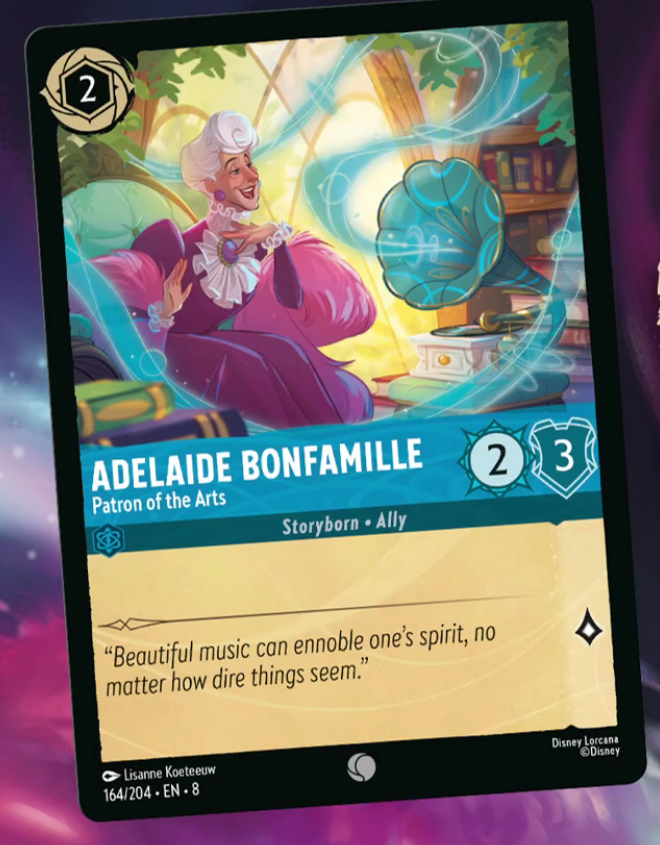 2
ADELAIDE BONFAMILLE
2
3
Patron of the Arts
Storyborn • Ally
“Beautiful music can ennoble one’s spirit, no
matter how dire things seem.”
Lisanne Koeteeuw
164/204 • EN • 8
Disney Lorcana
©Disney